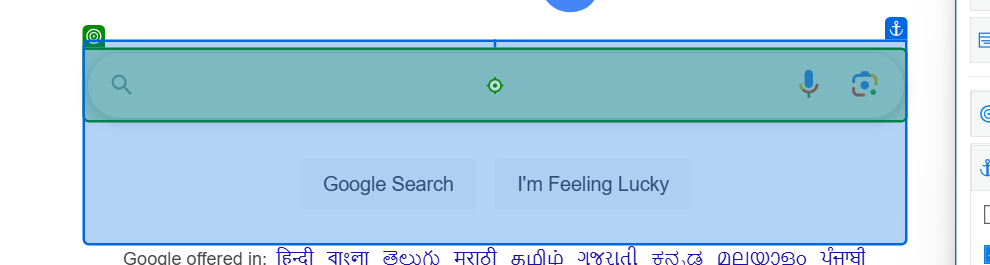 Google Search I'm Feeling Lucky
Google offered in: हिन्दी বাংলা తెలుగు मराठी தமிழ் ગુજરાતી ಕನ್ನಡ മലയാളം ਪੰਜਾਬੀ